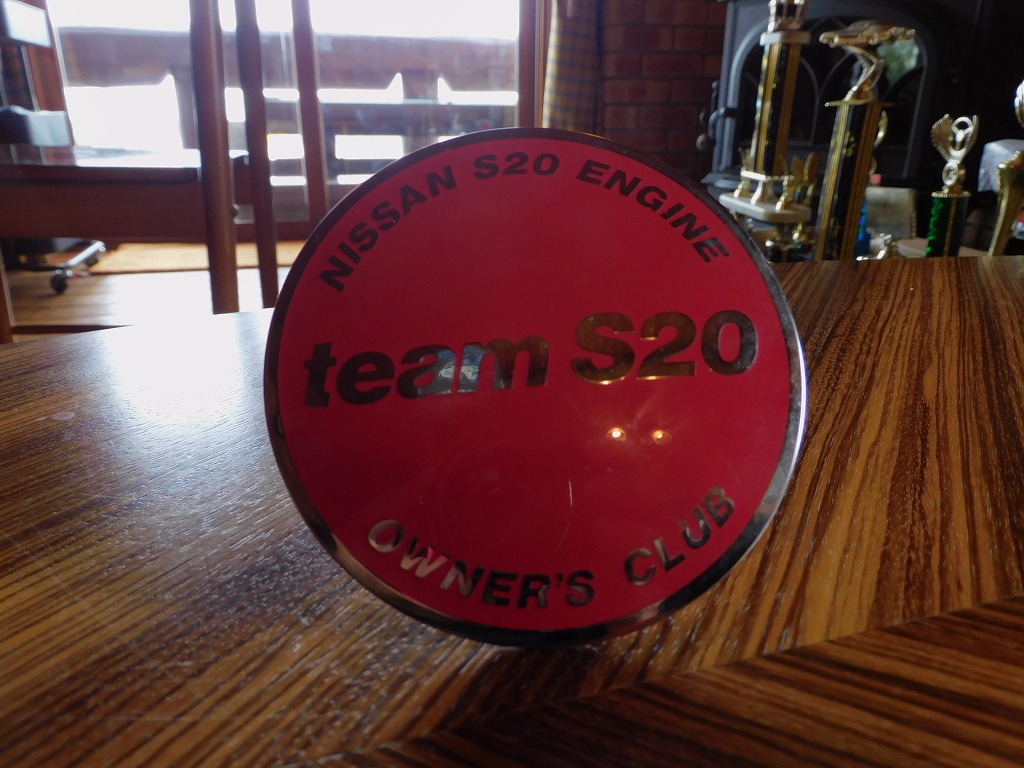 NISSAN S20 ENGINE
team S20
OWNER'S CLUB